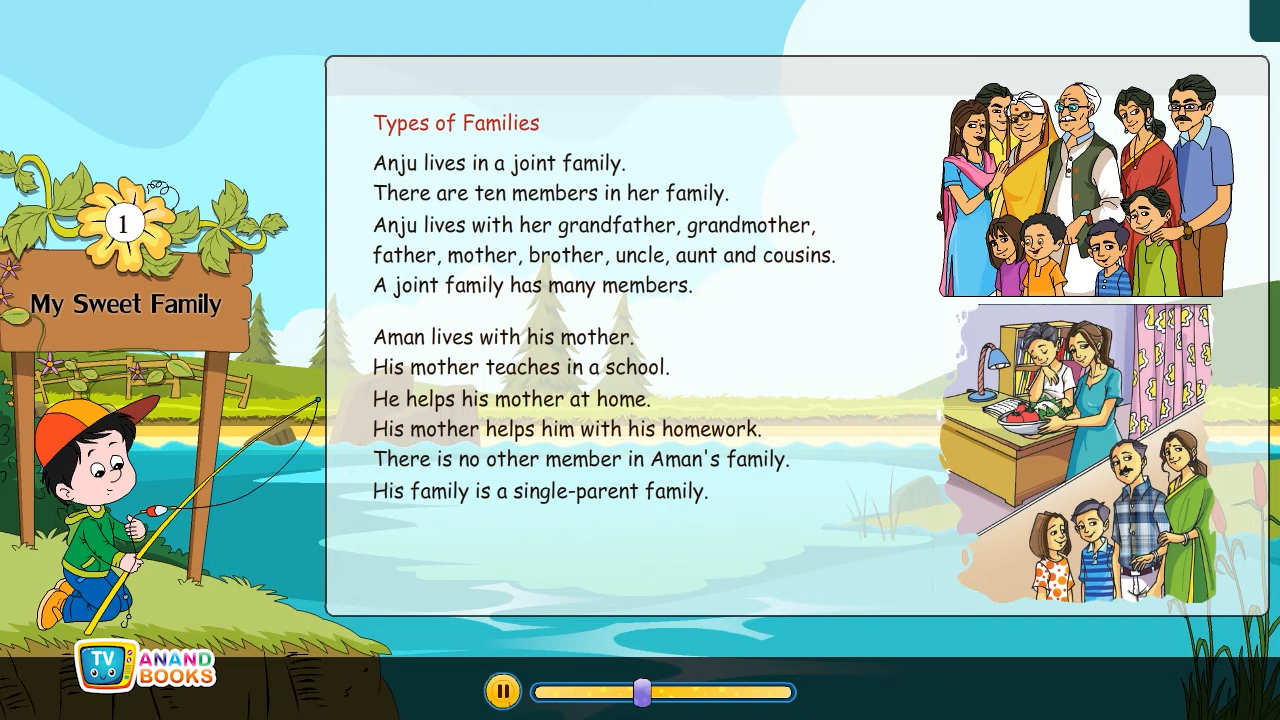 Types of Families
Anju lives in a joint family.
There are ten members in her family.
Anju lives with her grandfather, grandmother,
father, mother, brother, uncle, aunt and cousins.
A joint family has many members.
Aman lives with his mother.
His mother teaches in a school.
He helps his mother at home.
His mother helps him with his homework.
There is no other member in Aman's family.
His family is a single-parent family.
1
My Sweet Family
TV
ANAND
BOOKS